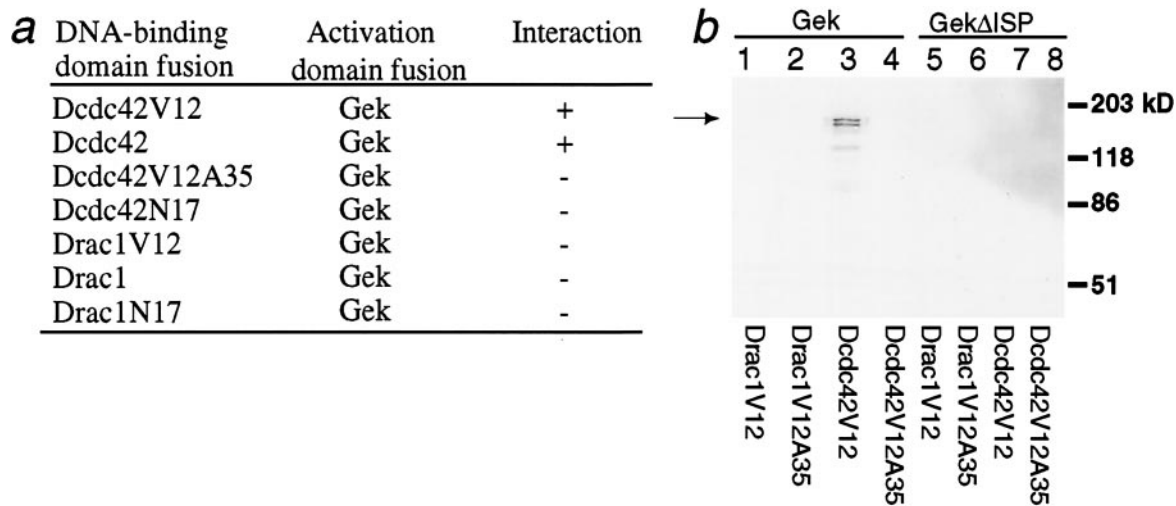 a
DNA-binding domain fusion Activation domain fusion Interaction
Dcdc42V12 Gek +
Dcdc42 Gek +
Dcdc42V12A35 Gek -
Dcdc42N17 Gek -
Drac1V12 Gek -
Drac1 Gek -
Drac1N17 Gek -
b
Gek GekΔISP
1 2 3 4 5 6 7 8
203 kD
118
86
51
Drac1V12
Drac1V12A35
Dcdc42V12
Dcdc42V12A35
Drac1V12
Drac1V12A35
Dcdc42V12
Dcdc42V12A35